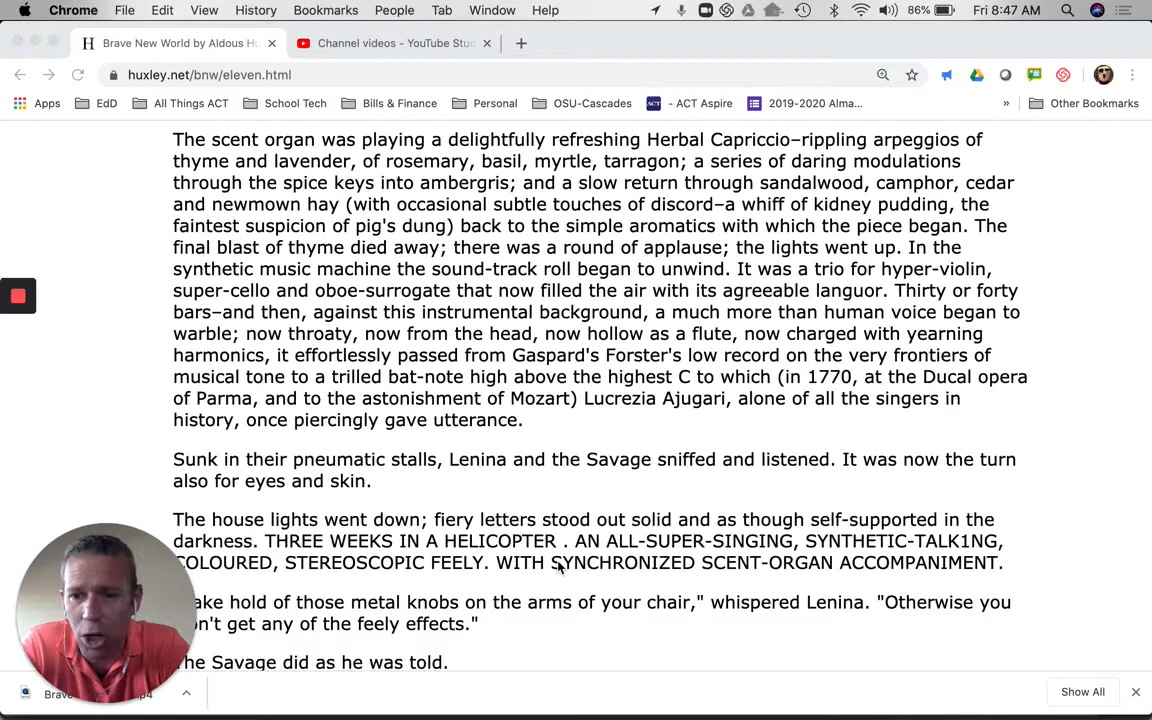 Chrome File Edit View History Bookmarks People Tab Window Help 86% Fri 8:47 AM
H Brave New World by Aldous Hu Channel videos - YouTube Stud
huxley.net/bnw/eleven.html
Apps EdD All Things ACT School Tech Bills & Finance Personal OSU-Cascades ACT - ACT Aspire 2019-2020 Alma... » Other Bookmarks
The scent organ was playing a delightfully refreshing Herbal Capriccio–rippling arpeggios of
thyme and lavender, of rosemary, basil, myrtle, tarragon; a series of daring modulations
through the spice keys into ambergris; and a slow return through sandalwood, camphor, cedar
and newmown hay (with occasional subtle touches of discord–a whiff of kidney pudding, the
faintest suspicion of pig's dung) back to the simple aromatics with which the piece began. The
final blast of thyme died away; there was a round of applause; the lights went up. In the
synthetic music machine the sound-track roll began to unwind. It was a trio for hyper-violin,
super-cello and oboe-surrogate that now filled the air with its agreeable languor. Thirty or forty
bars–and then, against this instrumental background, a much more than human voice began to
warble; now throaty, now from the head, now hollow as a flute, now charged with yearning
harmonics, it effortlessly passed from Gaspard's Forster's low record on the very frontiers of
musical tone to a trilled bat-note high above the highest C to which (in 1770, at the Ducal opera
of Parma, and to the astonishment of Mozart) Lucrezia Ajugari, alone of all the singers in
history, once piercingly gave utterance.
Sunk in their pneumatic stalls, Lenina and the Savage sniffed and listened. It was now the turn
also for eyes and skin.
The house lights went down; fiery letters stood out solid and as though self-supported in the
darkness. THREE WEEKS IN A HELICOPTER . AN ALL-SUPER-SINGING, SYNTHETIC-TALK1NG,
COLOURED, STEREOSCOPIC FEELY. WITH SYNCHRONIZED SCENT-ORGAN ACCOMPANIMENT.
ake hold of those metal knobs on the arms of your chair," whispered Lenina. "Otherwise you
n't get any of the feely effects."
he Savage did as he was told.
Brav p4 Show All